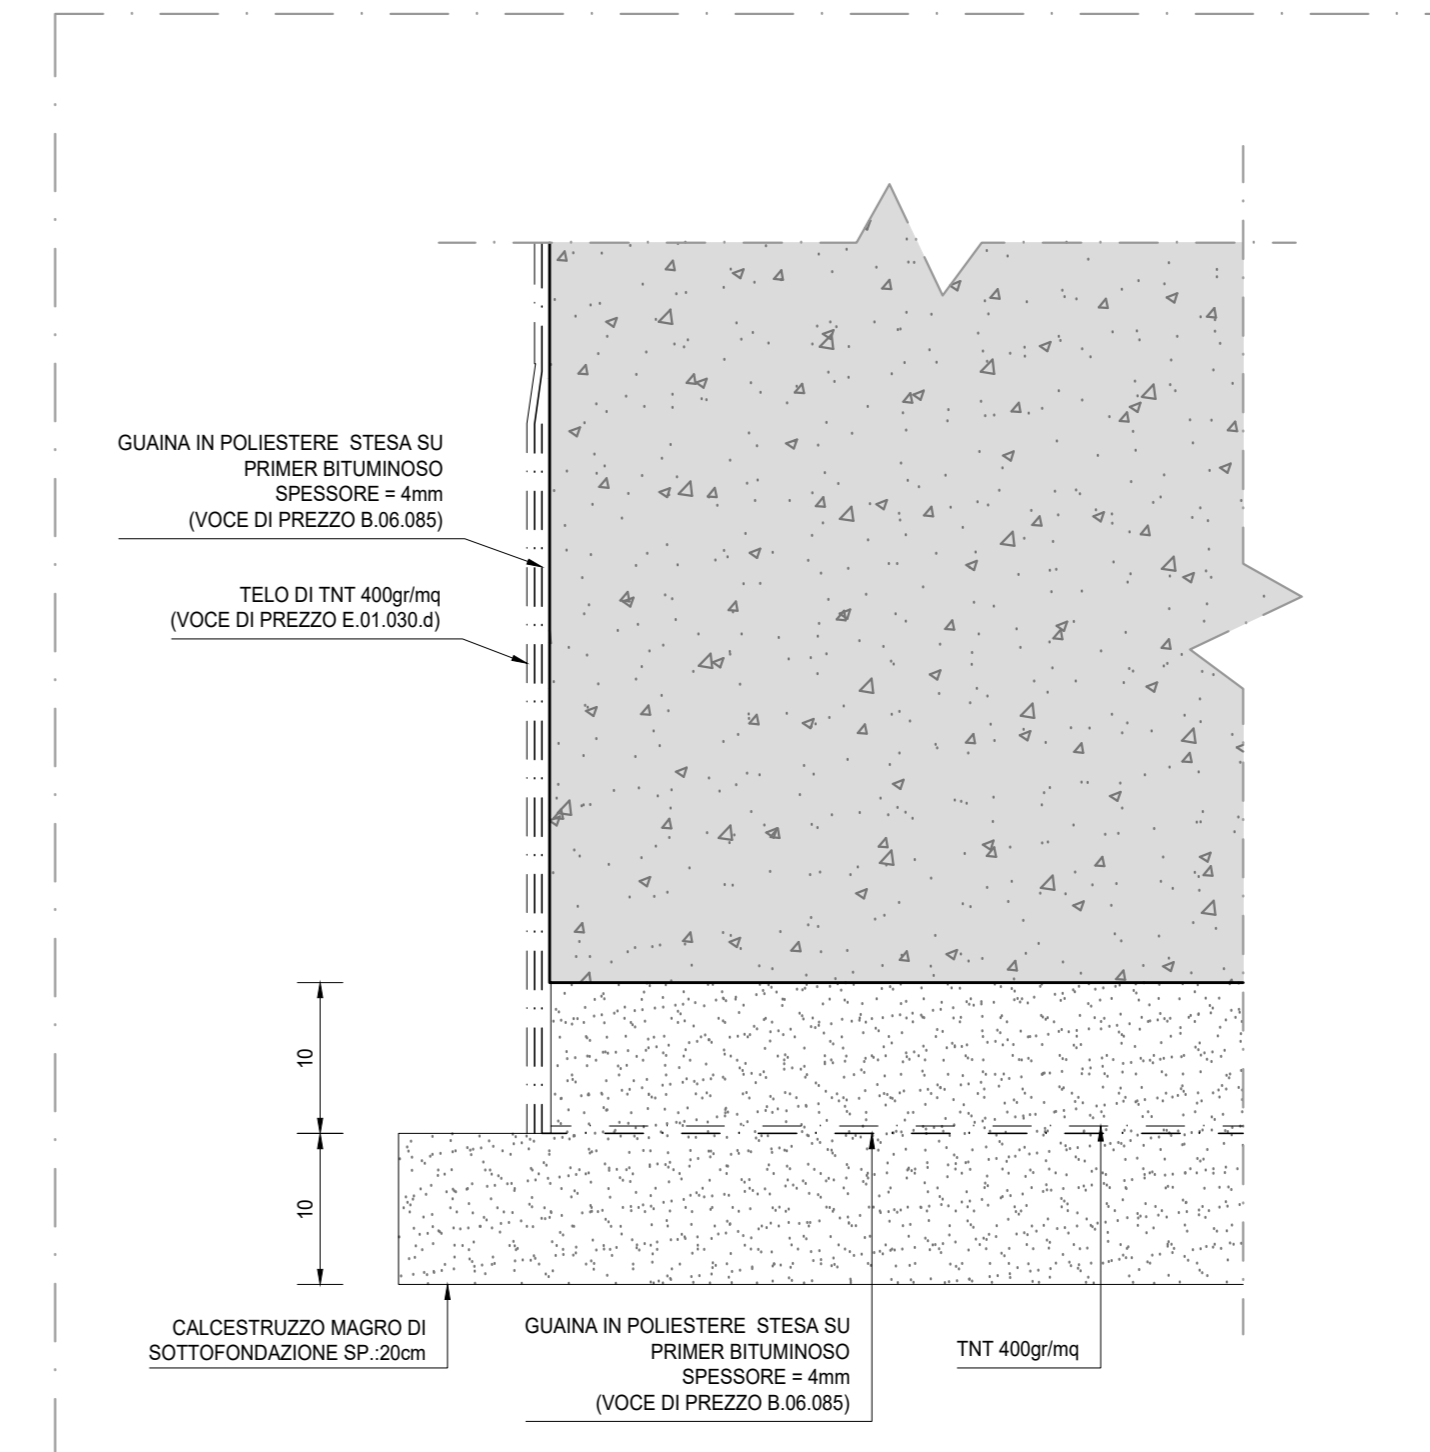 GUAINA IN POLIESTERE STESA SU
PRIMER BITUMINOSO
SPESSORE = 4mm
(VOCE DI PREZZO B.06.085)
TELO DI TNT 400gr/mq
(VOCE DI PREZZO E.01.030.d)
10
10
CALCESTRUZZO MAGRO DI
SOTTOFONDAZIONE SP.:20cm
GUAINA IN POLIESTERE STESA SU
PRIMER BITUMINOSO
SPESSORE = 4mm
(VOCE DI PREZZO B.06.085)
TNT 400gr/mq